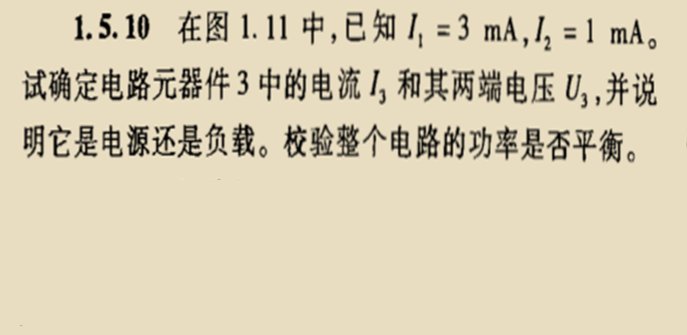 1.5.10 在图 1.11 中,已知 I₁ = 3 mA,I₂ = 1 mA。
试确定电路元器件 3 中的电流 I₃ 和其两端电压 U₃,并说
明它是电源还是负载。校验整个电路的功率是否平衡。